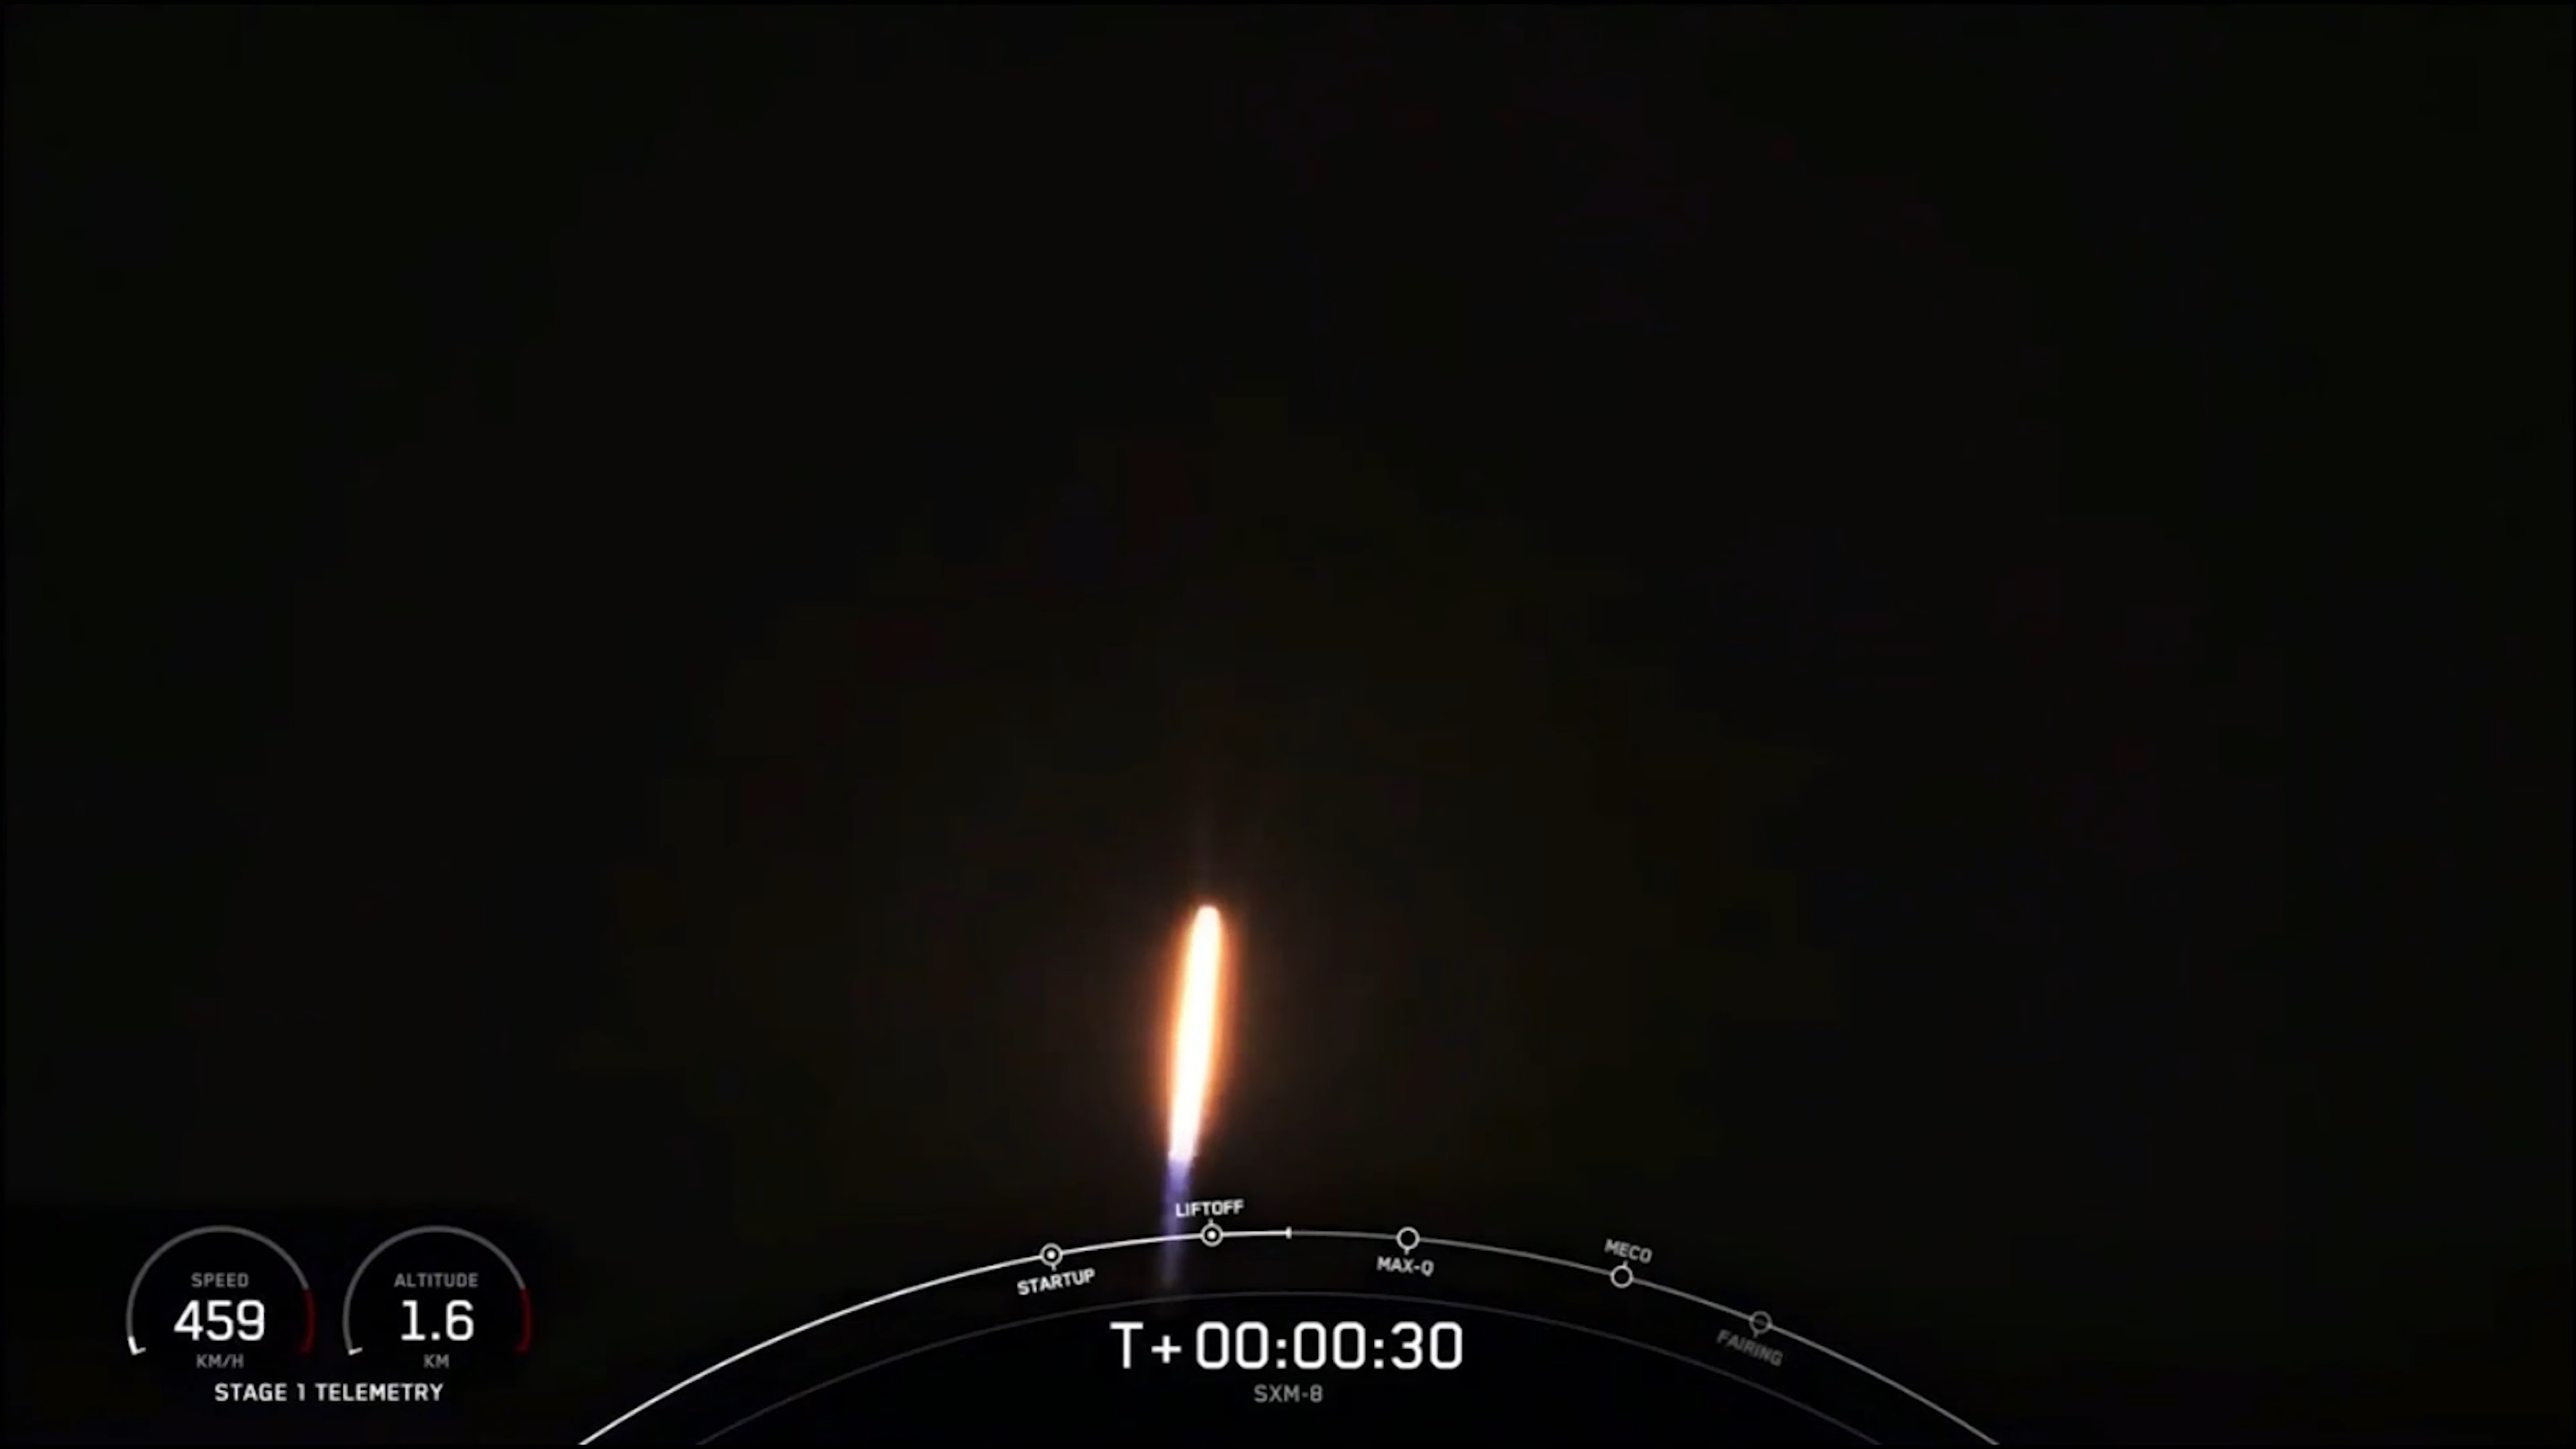 LIFTOFF
STARTUP
MAX-Q
MECO
FAIRING
SPEED
459
KM/H
ALTITUDE
1.6
KM
STAGE 1 TELEMETRY
T+00:00:30
SXM-8